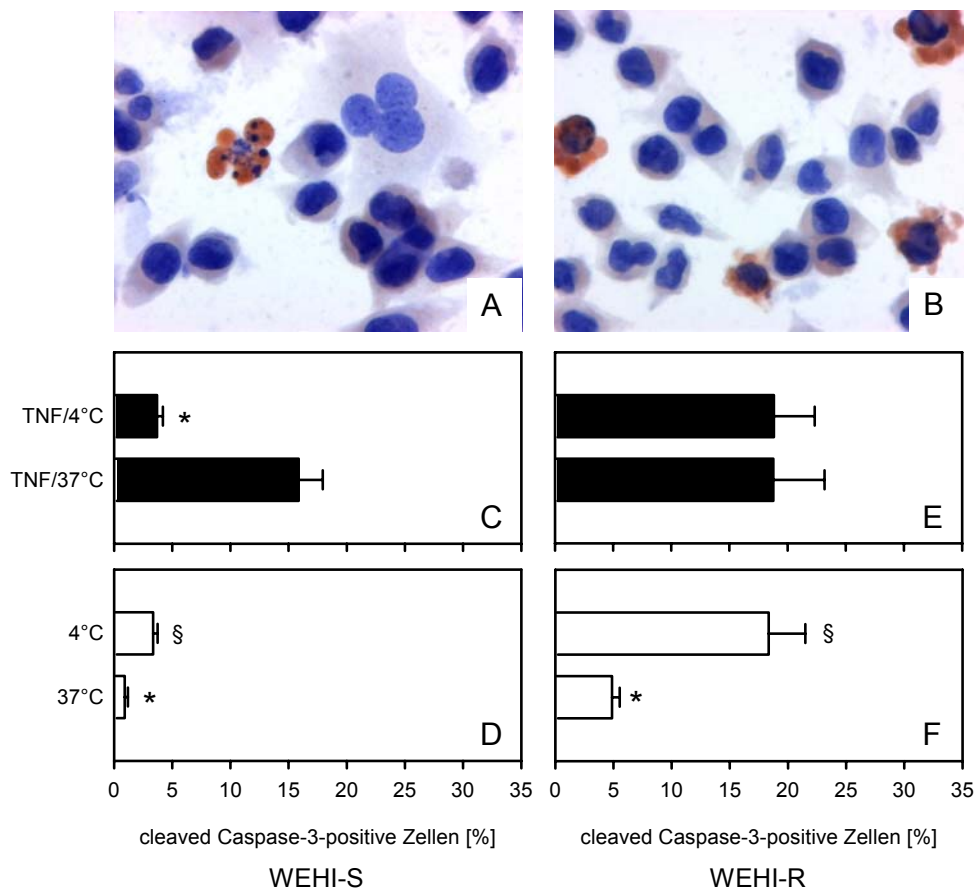 A
B
TNF/4°C
*
TNF/37°C
C
E
4°C
§
§
37°C
*
*
D
F
0 5 10 15 20 25 30 35
0 5 10 15 20 25 30 35
cleaved Caspase-3-positive Zellen [%]
cleaved Caspase-3-positive Zellen [%]
WEHI-S
WEHI-R